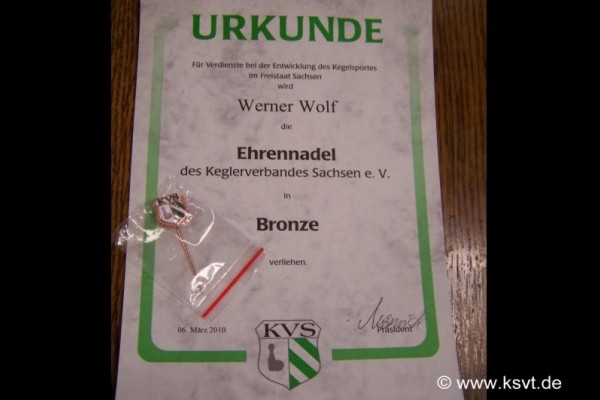 URKUNDE
Für Verdienste bei der Entwicklung des Kegelsportes
im Freistaat Sachsen
wird
Werner Wolf
die
Ehrennadel
des Keglerverbandes Sachsen e. V.
in
Bronze
verliehen.
KVS
06. März 2010
Präsident
KVS
© www.ksvt.de